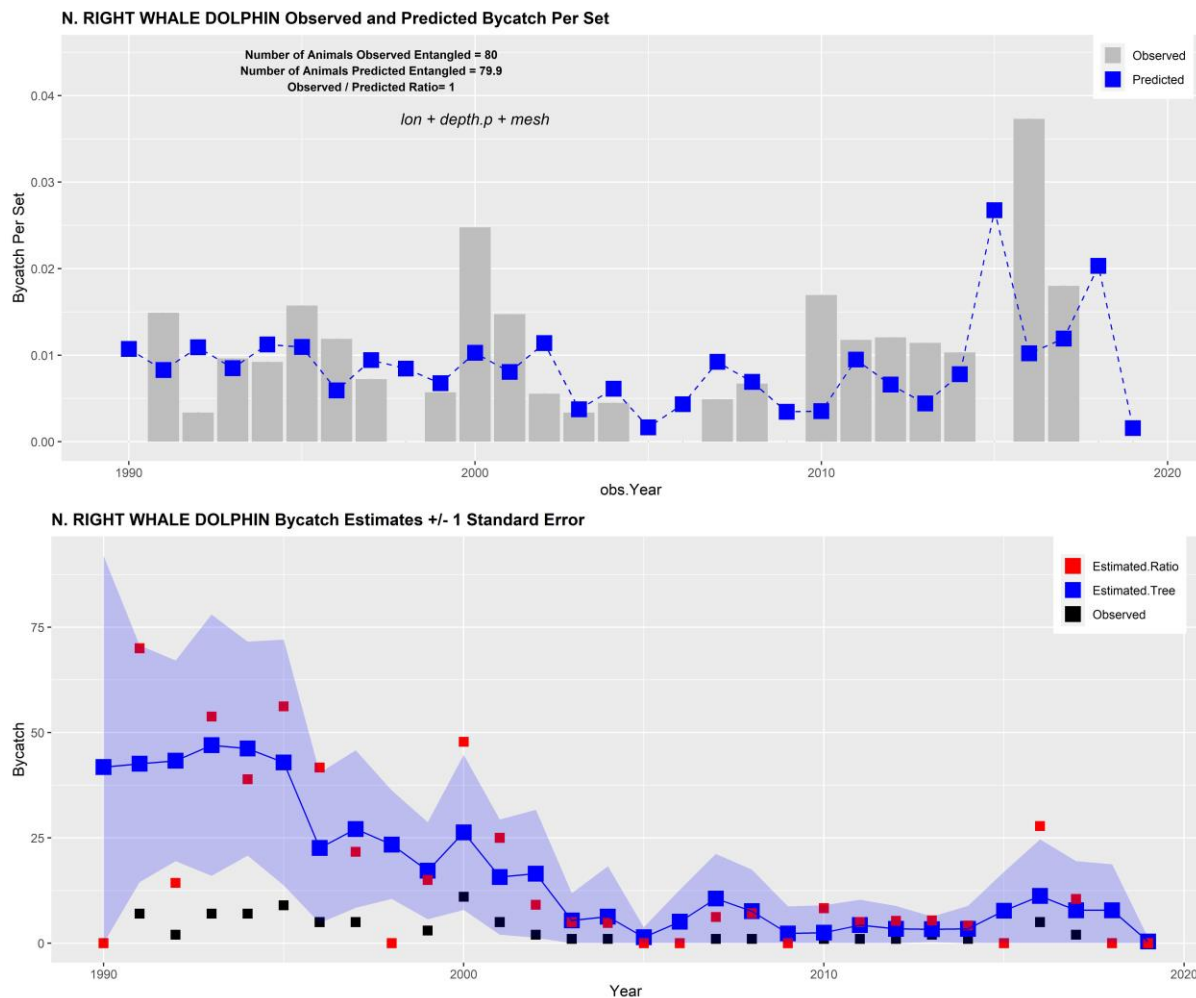 N. RIGHT WHALE DOLPHIN Observed and Predicted Bycatch Per Set
Number of Animals Observed Entangled = 80
Number of Animals Predicted Entangled = 79.9
Observed / Predicted Ratio= 1
lon + depth.p + mesh
Observed
Predicted
Bycatch Per Set
0.04
0.03
0.02
0.01
0.00
1990
2000
2010
2020
obs.Year
N. RIGHT WHALE DOLPHIN Bycatch Estimates +/- 1 Standard Error
Estimated.Ratio
Estimated.Tree
Observed
Bycatch
75
50
25
0
1990
2000
2010
2020
Year